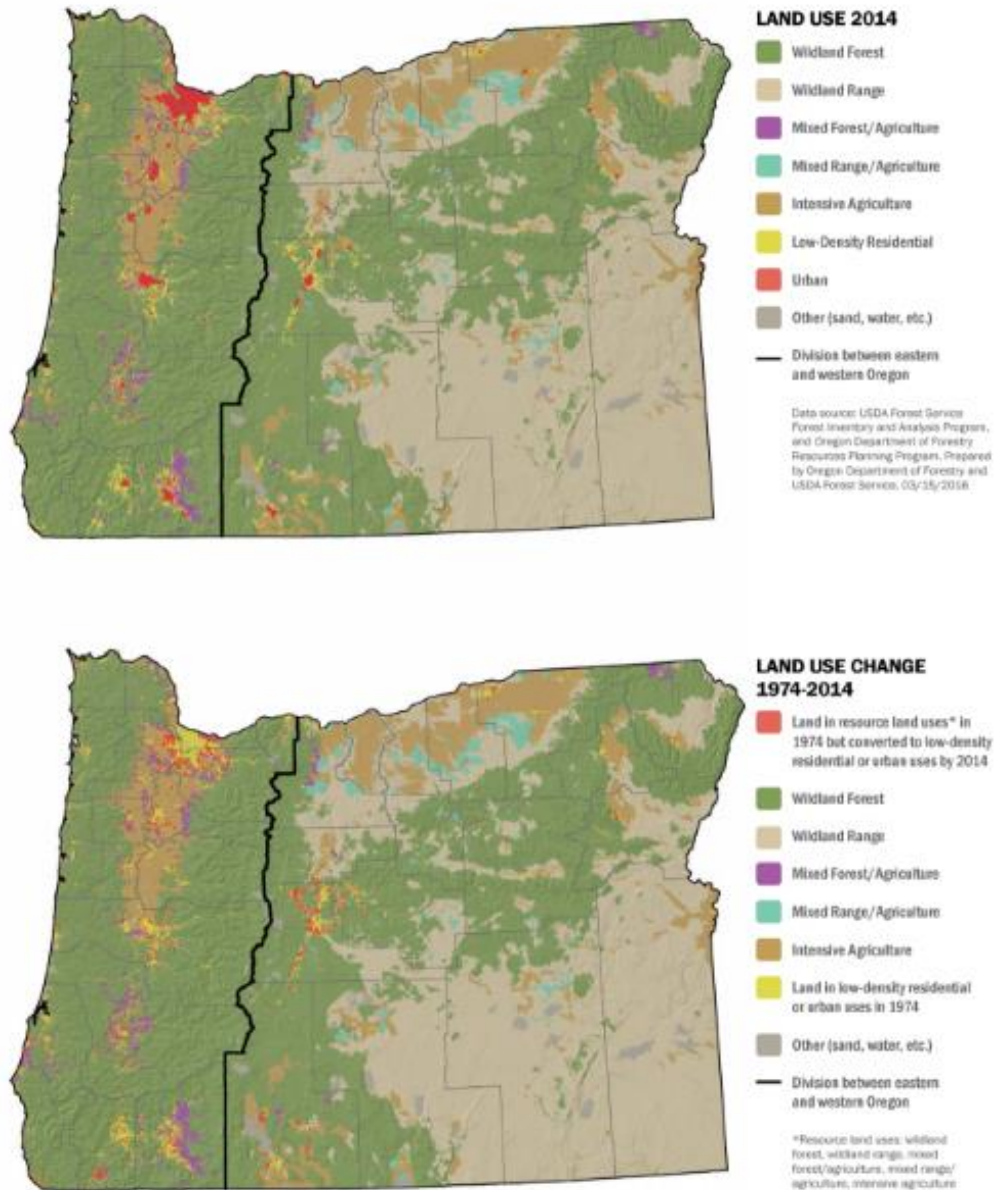 LAND USE 2014
Wildland Forest
Wildland Range
Mixed Forest/Agriculture
Mixed Range/Agriculture
Intensive Agriculture
Low-Density Residential
Urban
Other (sand, water, etc.)
Division between eastern
and western Oregon
Data source: USDA Forest Service
Forest Inventory and Analysis Program,
and Oregon Department of Forestry
Resources Planning Program. Prepared
by Oregon Department of Forestry and
USDA Forest Service, 03/15/2016
LAND USE CHANGE
1974-2014
Land in resource land uses* in
1974 but converted to low-density
residential or urban uses by 2014
Wildland Forest
Wildland Range
Mixed Forest/Agriculture
Mixed Range/Agriculture
Intensive Agriculture
Land in low-density residential
or urban uses in 1974
Other (sand, water, etc.)
Division between eastern
and western Oregon
*Resource land uses: wildland
forest, wildland range, mixed
forest/agriculture, mixed range/
agriculture, intensive agriculture